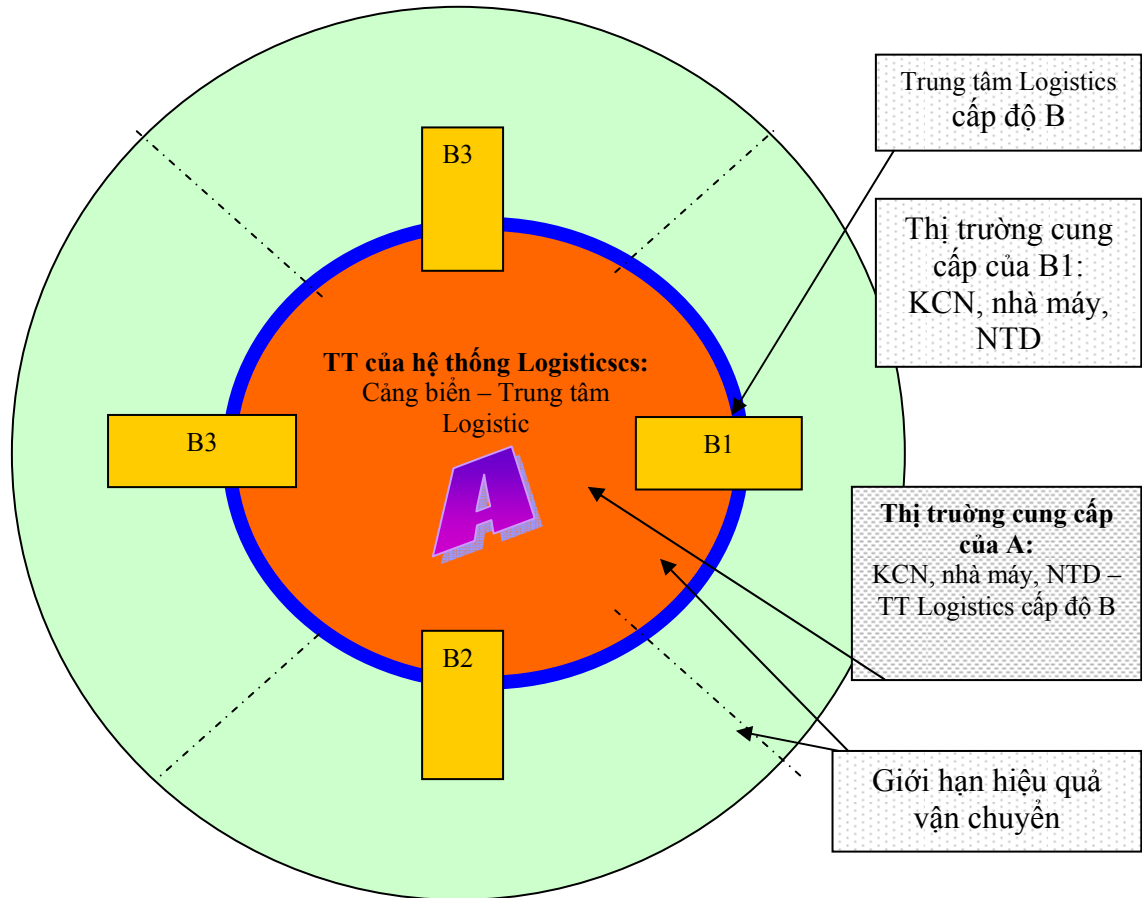 Trung tâm Logistics
cấp độ B
B3
Thị trường cung
cấp của B1:
KCN, nhà máy,
NTD
TT của hệ thống Logisticscs:
Cảng biển – Trung tâm
Logistic
B3
B1
A
Thị truờng cung cấp
của A:
KCN, nhà máy, NTD –
TT Logistics cấp độ B
B2
Giới hạn hiệu quả
vận chuyển